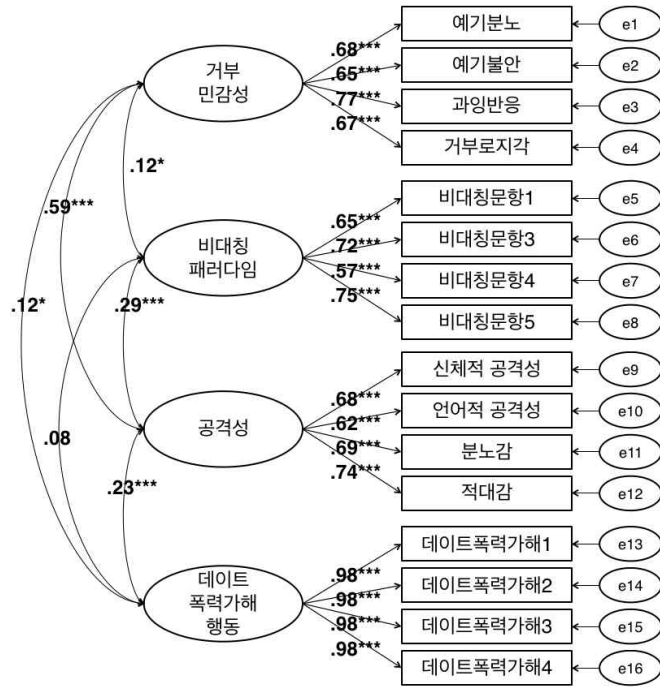 예기분노
e1
.68***
예기불안
e2
.65***
거부
민감성
과잉반응
e3
.77***
거부로지각
e4
.67***
.12*
.59***
비대칭문항1
e5
.65***
비대칭문항3
e6
.72***
비대칭
패러다임
비대칭문항4
e7
.57***
비대칭문항5
e8
.75***
.12*
.29***
신체적 공격성
e9
.68***
언어적 공격성
e10
.62***
공격성
분노감
e11
.69***
적대감
e12
.74***
.08
.23***
데이트폭력가해1
e13
.98***
데이트폭력가해2
e14
.98***
데이트
폭력가해
행동
데이트폭력가해3
e15
.98***
데이트폭력가해4
e16
.98***